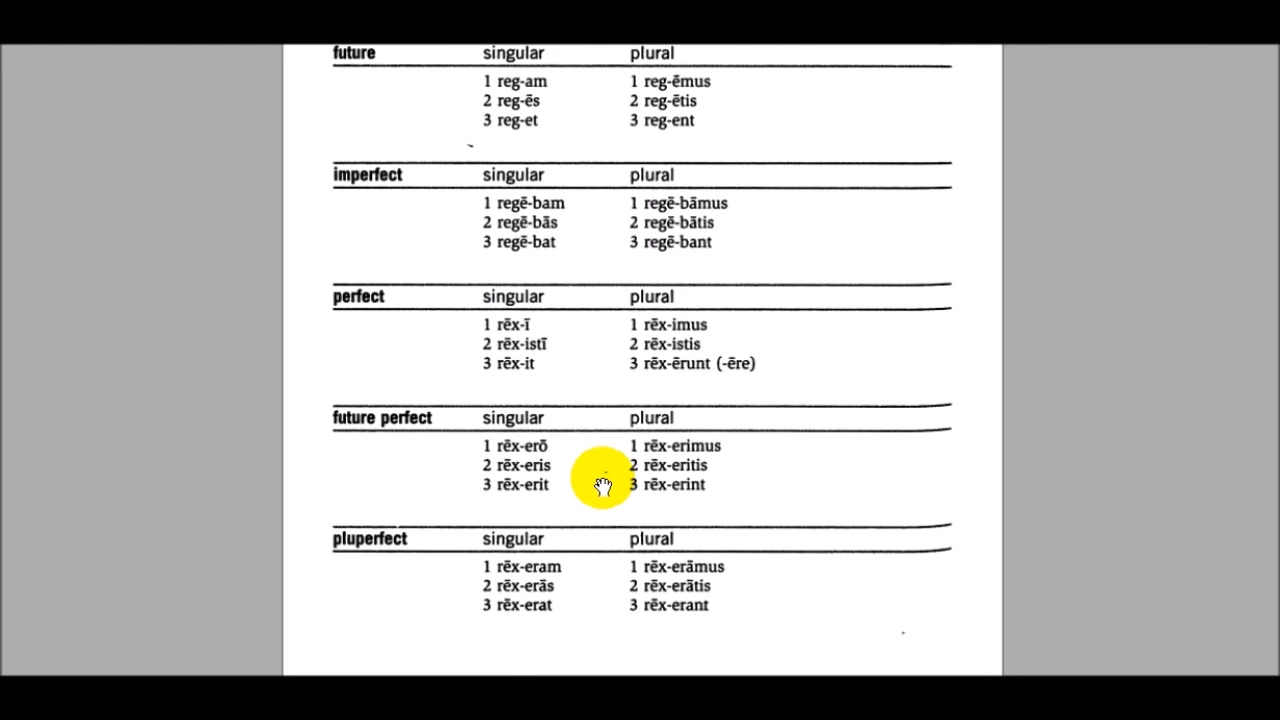 future singular plural
1 reg-am 1 reg-ēmus
2 reg-ēs 2 reg-ētis
3 reg-et 3 reg-ent
imperfect singular plural
1 regē-bam 1 regē-bāmus
2 regē-bās 2 regē-bātis
3 regē-bat 3 regē-bant
perfect singular plural
1 rēx-ī 1 rēx-imus
2 rēx-istī 2 rēx-istis
3 rēx-it 3 rēx-ērunt (-ēre)
future perfect singular plural
1 rēx-erō 1 rēx-erimus
2 rēx-eris 2 rēx-eritis
3 rēx-erit 3 rēx-erint
pluperfect singular plural
1 rēx-eram 1 rēx-erāmus
2 rēx-erās 2 rēx-erātis
3 rēx-erat 3 rēx-erant